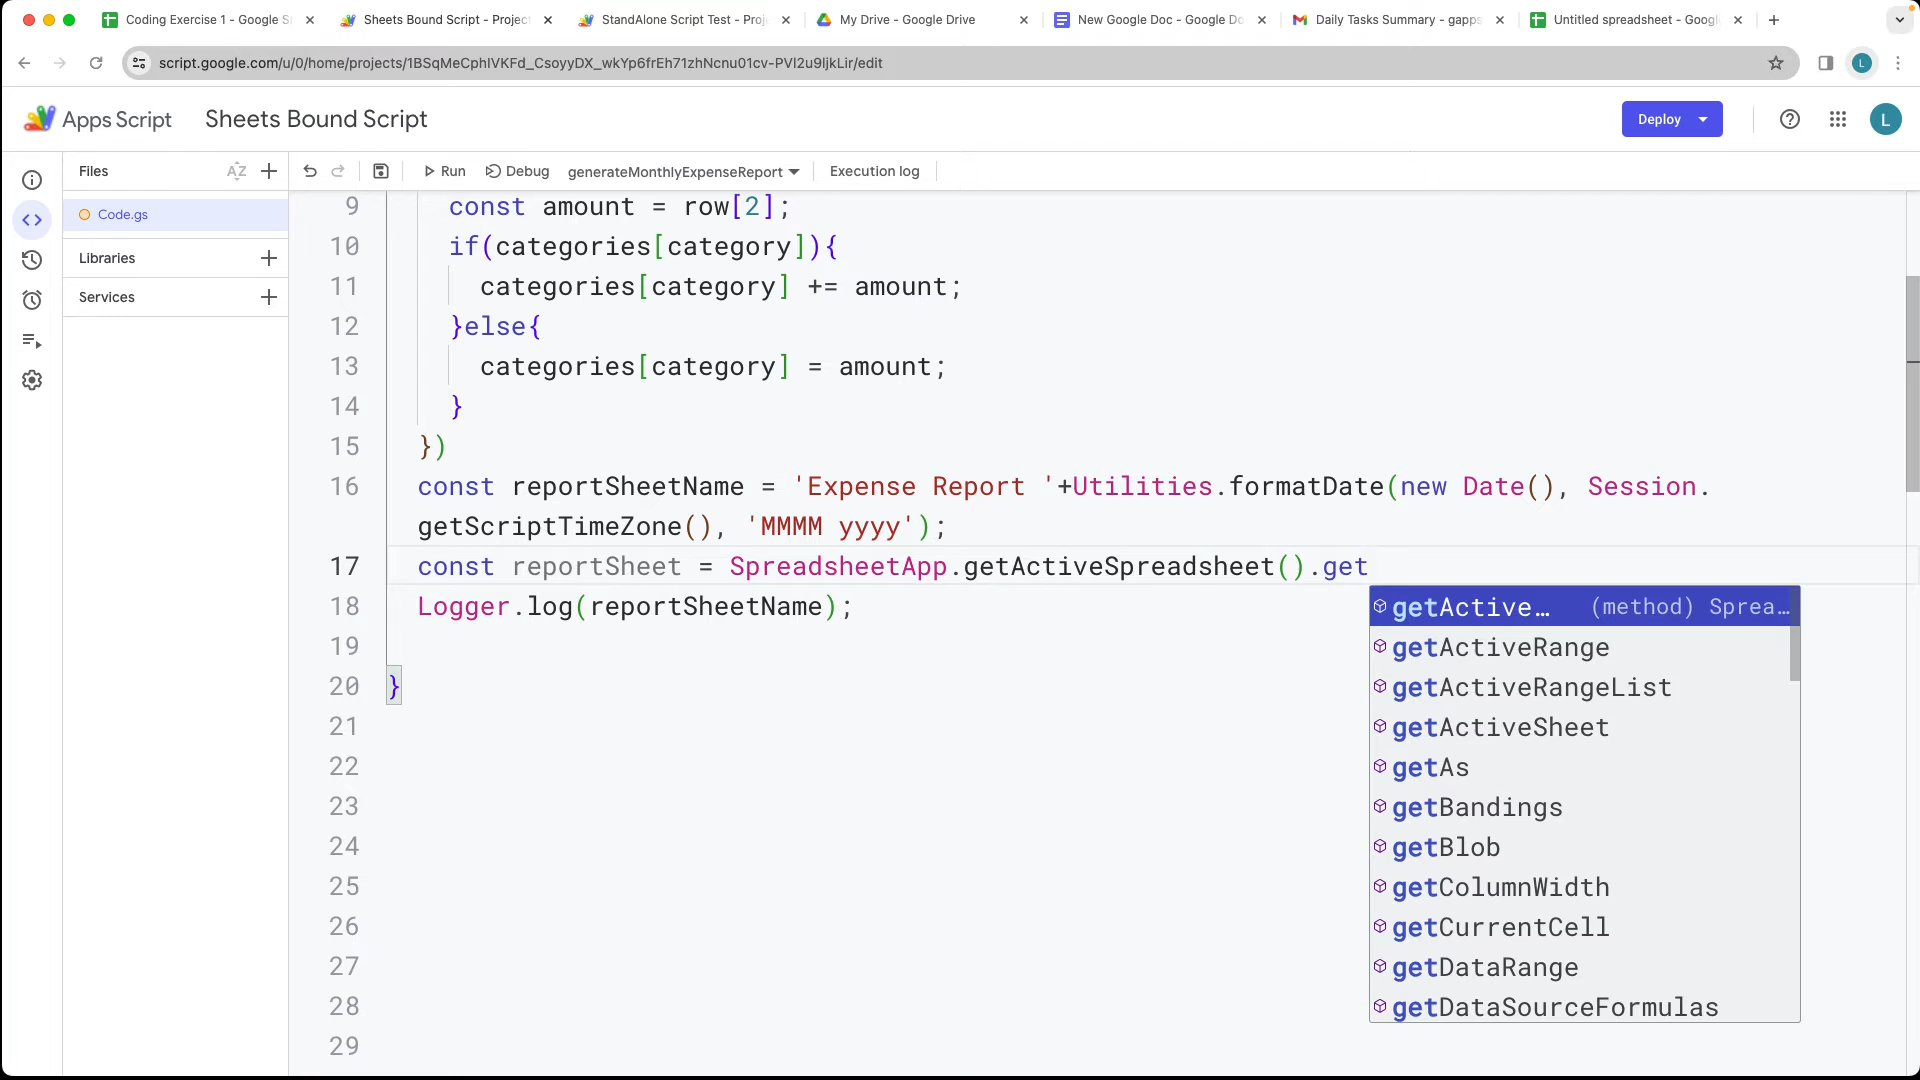 Coding Exercise 1 - Google S
Sheets Bound Script - Projec
StandAlone Script Test - Proj
My Drive - Google Drive
New Google Doc - Google Do
Daily Tasks Summary - gapps
Untitled spreadsheet - Googl
script.google.com/u/0/home/projects/1BSqMeCphlVKFd_CsoyyDX_wkYp6frEh71zhNcnu01cv-PVl2u9ljkLir/edit
L
Apps Script
Sheets Bound Script
Deploy
L
Files
AZ
Run
Debug
generateMonthlyExpenseReport
Execution log
Code.gs
Libraries
Services
9 const amount = row[2];
10 if(categories[category]){
11 categories[category] += amount;
12 }else{
13 categories[category] = amount;
14 }
15 })
16 const reportSheetName = 'Expense Report '+Utilities.formatDate(new Date(), Session.
getScriptTimeZone(), 'MMMM yyyy');
17 const reportSheet = SpreadsheetApp.getActiveSpreadsheet().get
18 Logger.log(reportSheetName);
19
20 }
21
22
23
24
25
26
27
28
29
getActive… (method) Sprea…
getActiveRange
getActiveRangeList
getActiveSheet
getAs
getBandings
getBlob
getColumnWidth
getCurrentCell
getDataRange
getDataSourceFormulas